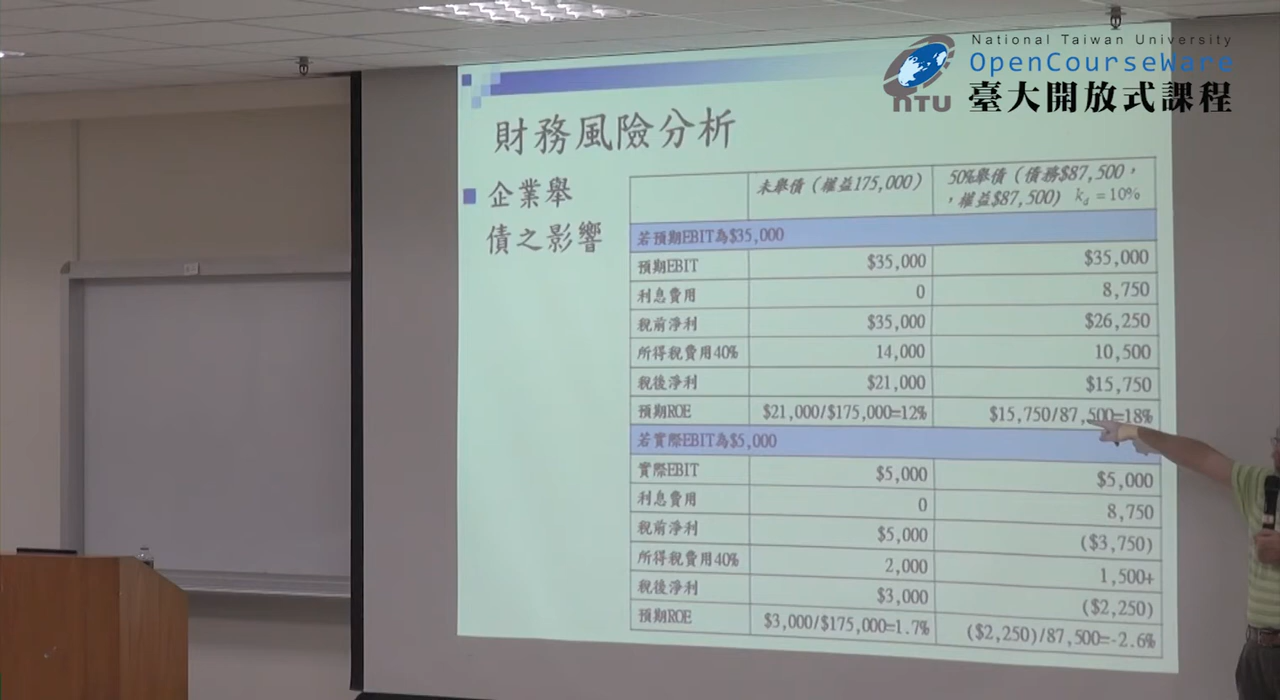 National Taiwan University
OpenCourseWare
NTU 臺大開放式課程
財務風險分析
企業舉
債之影響
未舉債（權益175,000） 50%舉債（債務$87,500，
，權益$87,500） kd = 10%
若預期EBIT為$35,000
預期EBIT $35,000 $35,000
利息費用 0 8,750
稅前淨利 $35,000 $26,250
所得稅費用40% 14,000 10,500
稅後淨利 $21,000 $15,750
預期ROE $21,000/$175,000=12% $15,750/87,500=18%
若實際EBIT為$5,000
實際EBIT $5,000 $5,000
利息費用 0 8,750
稅前淨利 $5,000 ($3,750)
所得稅費用40% 2,000 1,500+
稅後淨利 $3,000 ($2,250)
預期ROE $3,000/$175,000=1.7% ($2,250)/87,500=-2.6%